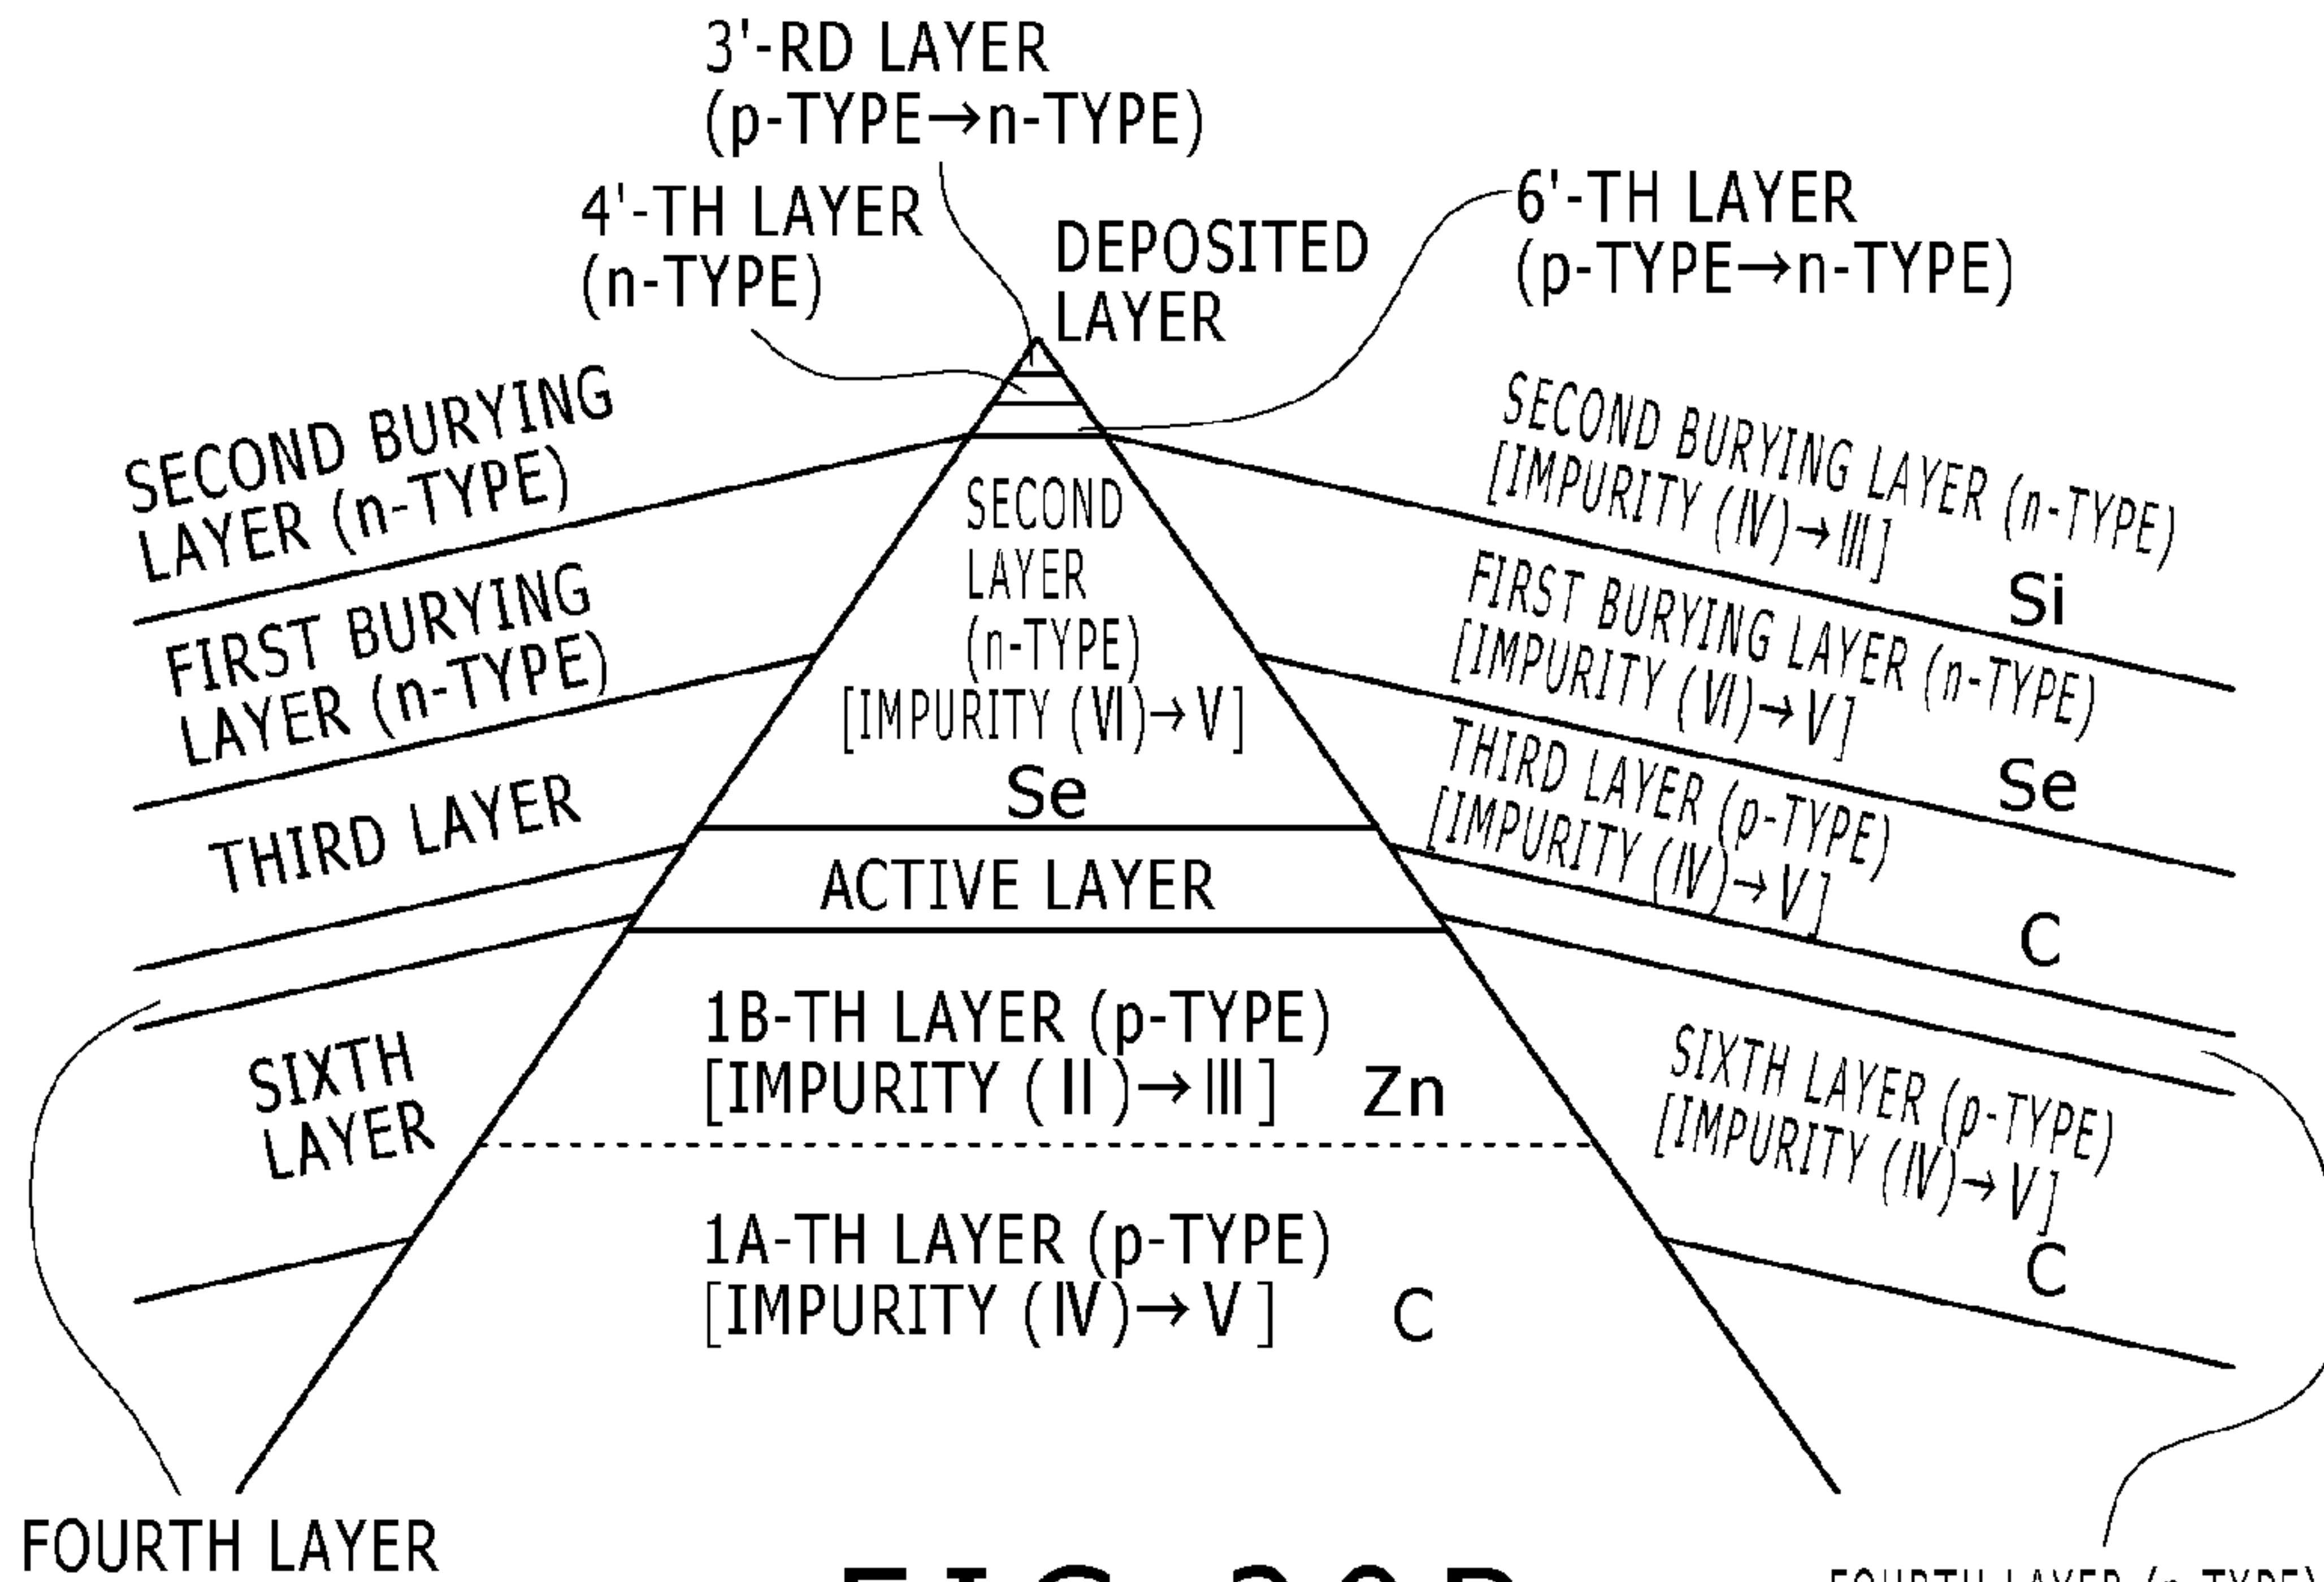 3'-RD LAYER
(p-TYPE→n-TYPE)
4'-TH LAYER
(n-TYPE)
DEPOSITED
LAYER
6'-TH LAYER
(p-TYPE→n-TYPE)
SECOND BURYING
LAYER (n-TYPE)
FIRST BURYING
LAYER (n-TYPE)
THIRD LAYER
SIXTH
LAYER
FOURTH LAYER
SECOND
LAYER
(n-TYPE)
[IMPURITY (VI)→V]
Se
ACTIVE LAYER
1B-TH LAYER (p-TYPE)
[IMPURITY (II)→III] Zn
1A-TH LAYER (p-TYPE)
[IMPURITY (IV)→V] C
SECOND BURYING LAYER (n-TYPE)
[IMPURITY (IV)→III]
Si
FIRST BURYING LAYER (n-TYPE)
[IMPURITY (VI)→V]
Se
THIRD LAYER (p-TYPE)
[IMPURITY (IV)→V]
C
SIXTH LAYER (p-TYPE)
[IMPURITY (IV)→V]
C
FOURTH LAYER